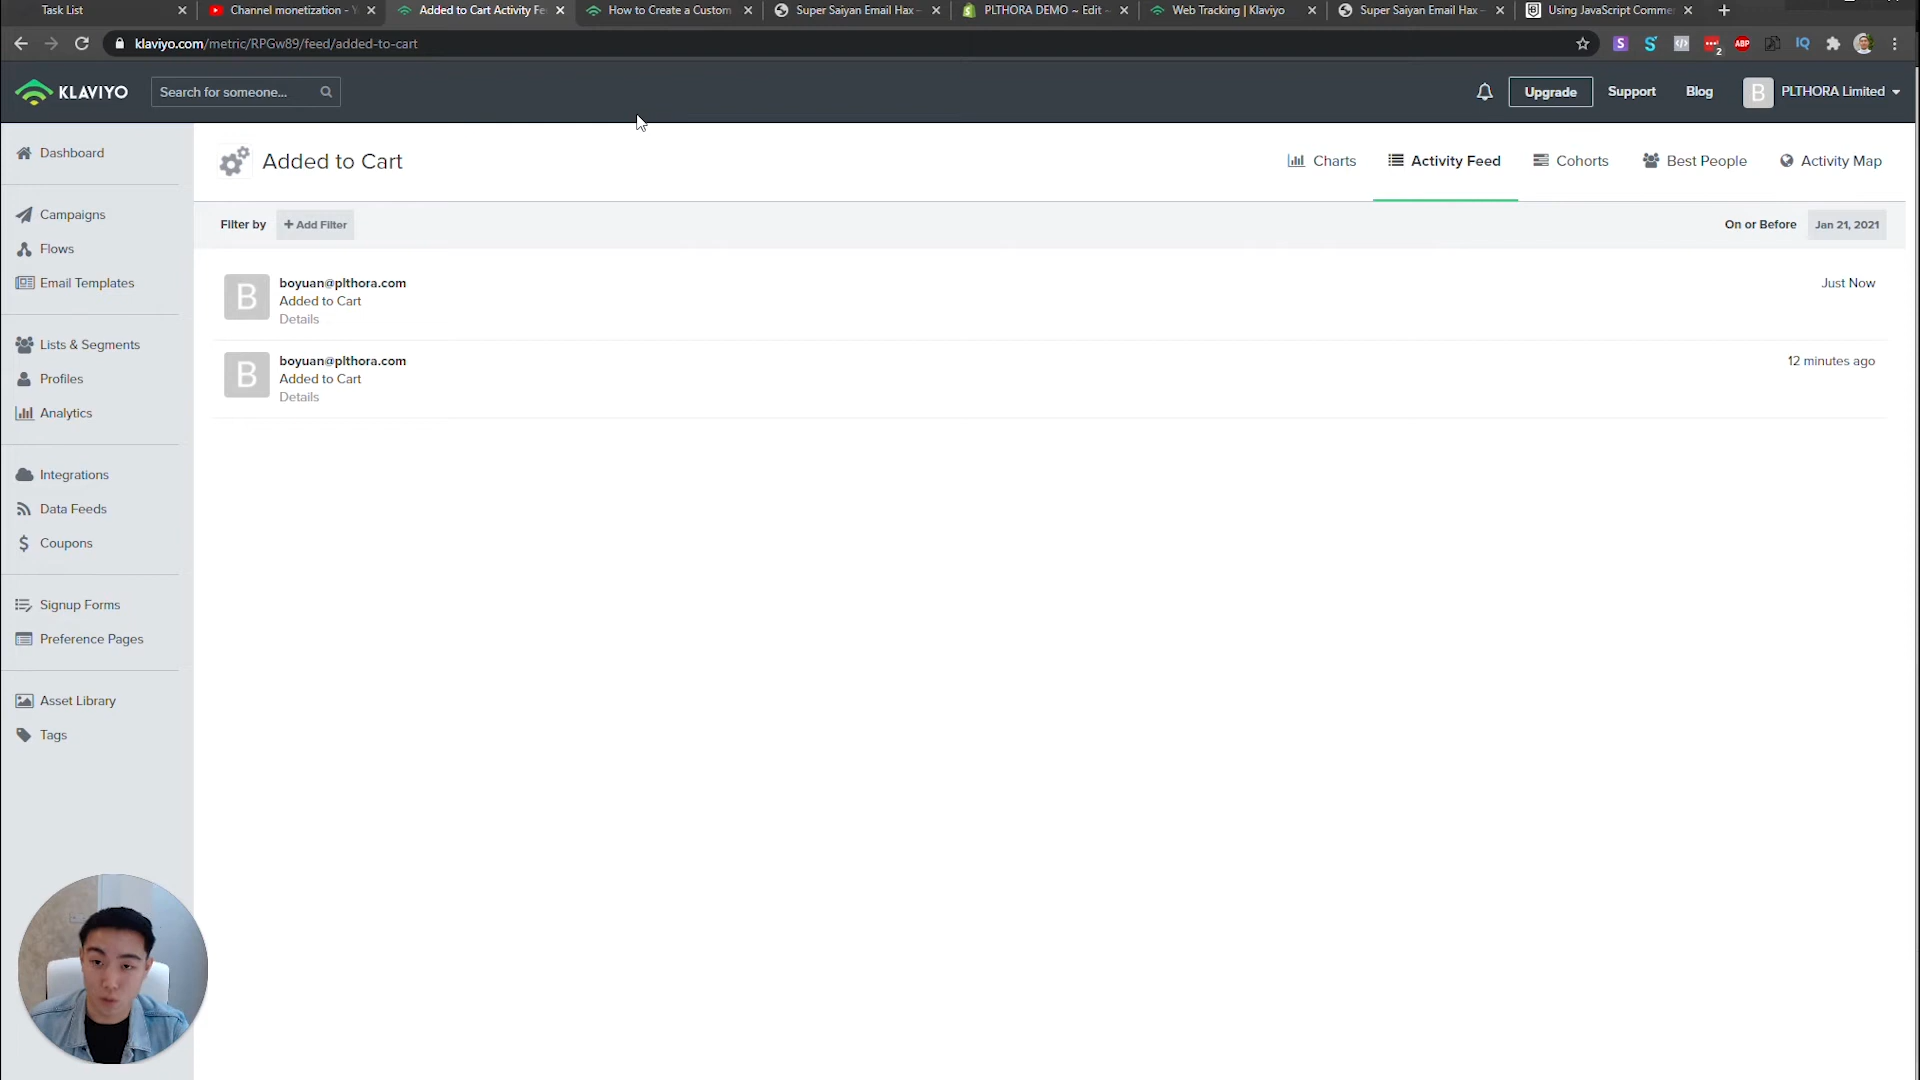 Task List
Channel monetization - Y
Added to Cart Activity Fe
How to Create a Custom
Super Saiyan Email Hax –
PLTHORA DEMO ~ Edit ~
Web Tracking | Klaviyo
Super Saiyan Email Hax –
Using JavaScript Comme
klaviyo.com/metric/RPGw89/feed/added-to-cart
S
2
ABP
IQ
KLAVIYO
Search for someone...
Upgrade
Support
Blog
B
PLTHORA Limited
Dashboard
Campaigns
Flows
Email Templates
Lists & Segments
Profiles
Analytics
Integrations
Data Feeds
Coupons
Signup Forms
Preference Pages
Asset Library
Tags
Added to Cart
Charts
Activity Feed
Cohorts
Best People
Activity Map
Filter by
+ Add Filter
On or Before
Jan 21, 2021
B
boyuan@plthora.com
Added to Cart
Details
Just Now
B
boyuan@plthora.com
Added to Cart
Details
12 minutes ago